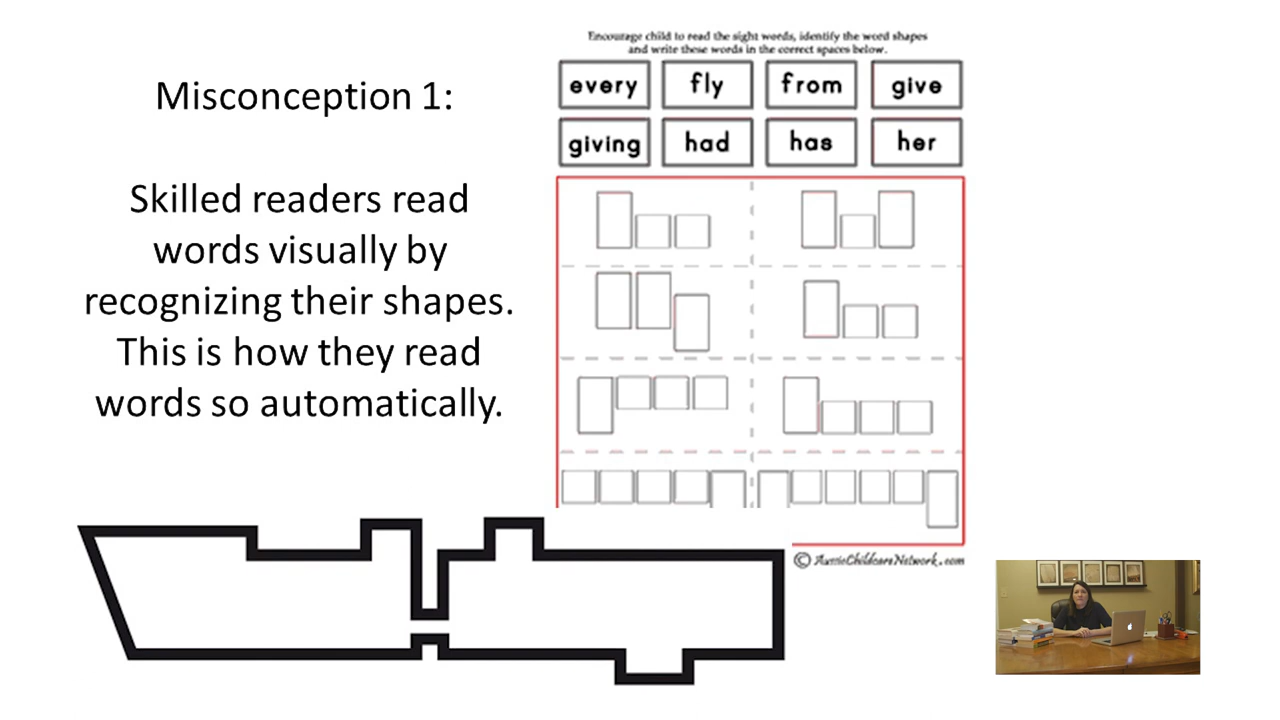 Misconception 1:
Skilled readers read
words visually by
recognizing their shapes.
This is how they read
words so automatically.
Encourage child to read the sight words, identify the word shapes
and write these words in the correct spaces below.
every fly from give
giving had has her
© AussieChildcareNetwork.com